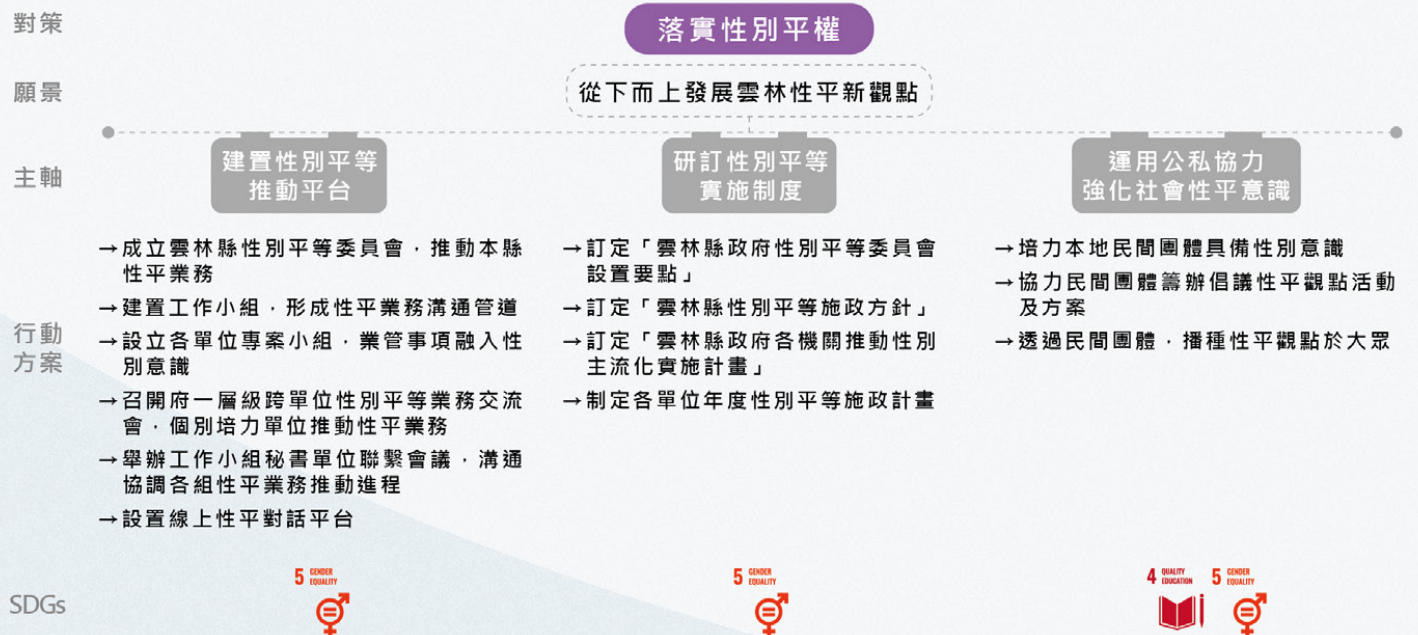 對策
落實性別平權
願景
從下而上發展雲林性平新觀點
主軸
建置性別平等
推動平台
研訂性別平等
實施制度
運用公私協力
強化社會性平意識
行動
方案
→成立雲林縣性別平等委員會，推動本縣
性平業務
→建置工作小組，形成性平業務溝通管道
→設立各單位專案小組，業管事項融入性
別意識
→召開府一層級跨單位性別平等業務交流
會，個別培力單位推動性平業務
→舉辦工作小組秘書單位聯繫會議，溝通
協調各組性平業務推動進程
→設置線上性平對話平台
→訂定「雲林縣政府性別平等委員會
設置要點」
→訂定「雲林縣性別平等施政方針」
→訂定「雲林縣政府各機關推動性別
主流化實施計畫」
→制定各單位年度性別平等施政計畫
→培力本地民間團體具備性別意識
→協力民間團體籌辦倡議性平觀點活動
及方案
→透過民間團體，播種性平觀點於大眾
SDGs
5 GENDER
EQUALITY
5 GENDER
EQUALITY
4 QUALITY
EDUCATION
5 GENDER
EQUALITY